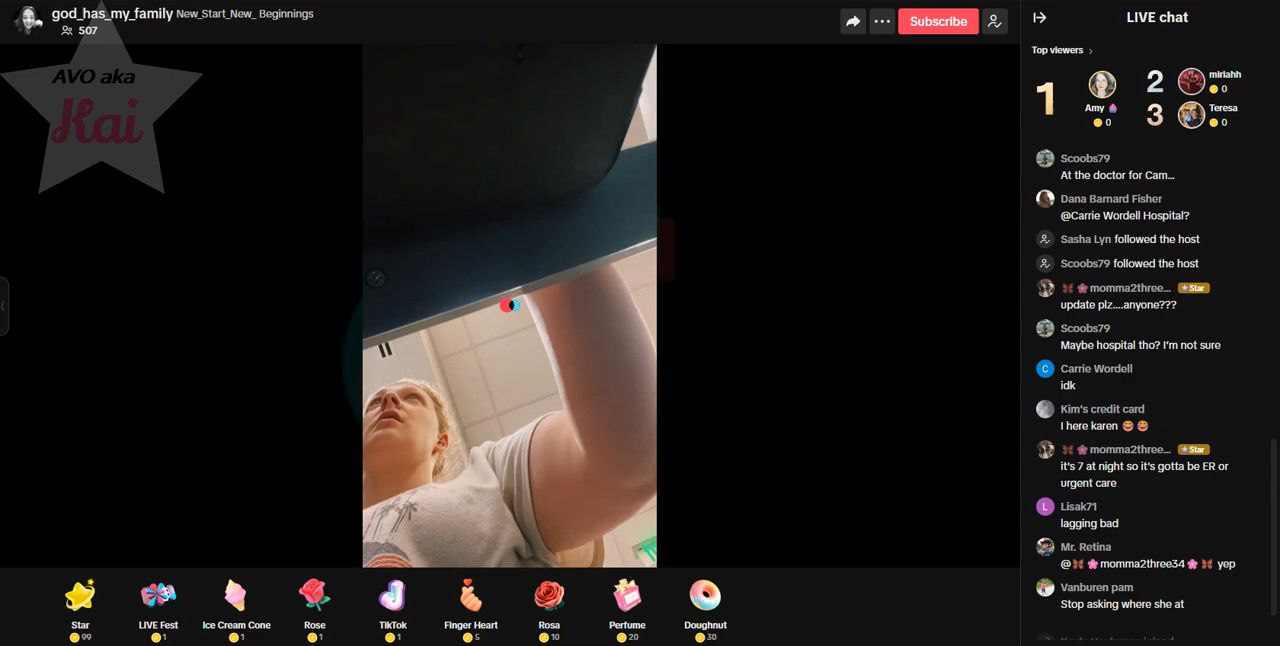 god_has_my_family New_Start_New_ Beginnings
507
Subscribe
AVO aka
Kai
LIVE chat
Top viewers
1
Amy
0
2
mirlahh
0
3
Teresa
0
Scoobs79
At the doctor for Cam...
Dana Barnard Fisher
@Carrie Wordell Hospital?
Sasha Lyn followed the host
Scoobs79 followed the host
momma2three... Star
update plz....anyone???
Scoobs79
Maybe hospital tho? I'm not sure
C Carrie Wordell
idk
Kim's credit card
I here karen
momma2three... Star
it's 7 at night so it's gotta be ER or
urgent care
L Lisak71
lagging bad
Mr. Retina
@momma2three34 yep
Vanburen pam
Stop asking where she at
Star
99
LIVE Fest
1
Ice Cream Cone
1
Rose
1
TikTok
1
Finger Heart
5
Rosa
10
Perfume
20
Doughnut
30